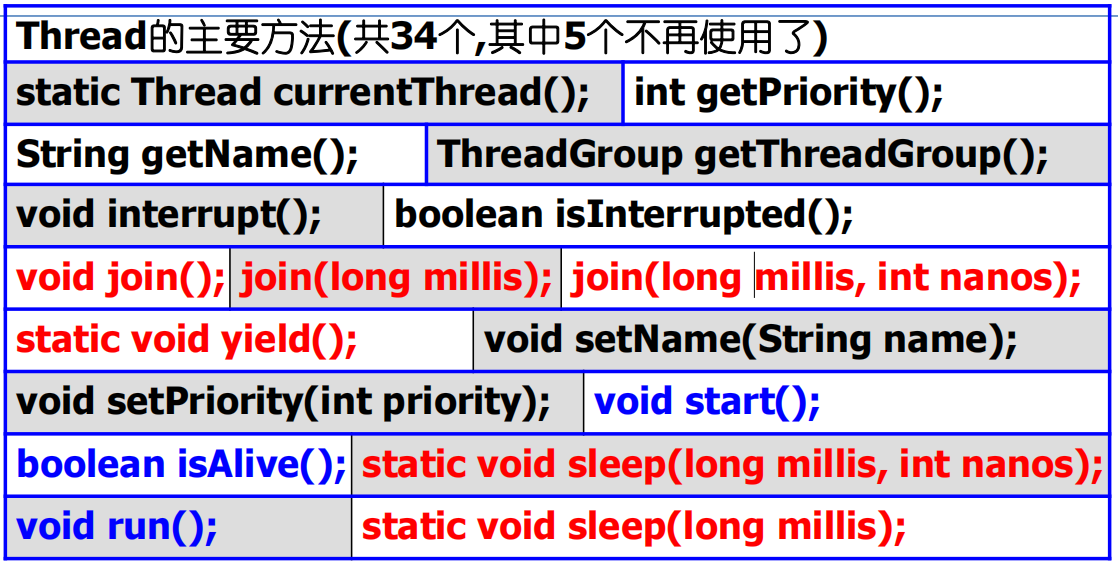 Thread的主要方法(共34个,其中5个不再使用了)
static Thread currentThread(); int getPriority();
String getName(); ThreadGroup getThreadGroup();
void interrupt(); boolean isInterrupted();
void join(); join(long millis); join(long millis, int nanos);
static void yield(); void setName(String name);
void setPriority(int priority); void start();
boolean isAlive(); static void sleep(long millis, int nanos);
void run(); static void sleep(long millis);